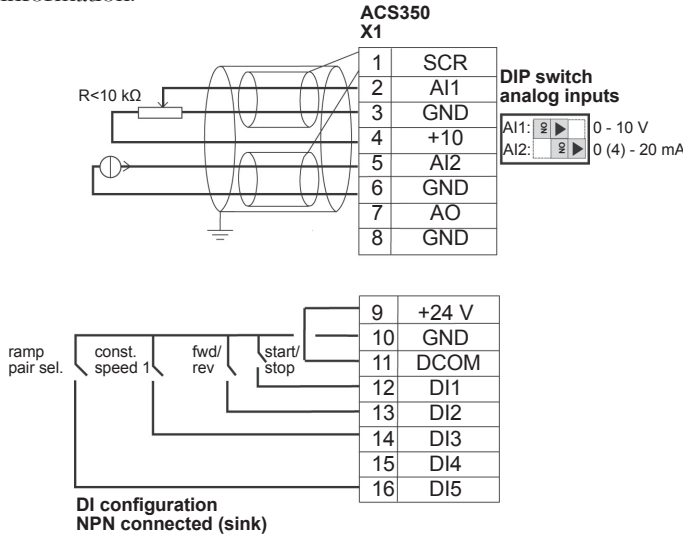 information.
ACS350
X1
1 SCR
2 AI1
3 GND
4 +10
5 AI2
6 GND
7 AO
8 GND
R<10 kΩ
DIP switch
analog inputs
AI1: ON 0 - 10 V
AI2: ON 0 (4) - 20 mA
9 +24 V
10 GND
11 DCOM
12 DI1
13 DI2
14 DI3
15 DI4
16 DI5
ramp
pair sel.
const.
speed 1
fwd/
rev
start/
stop
DI configuration
NPN connected (sink)